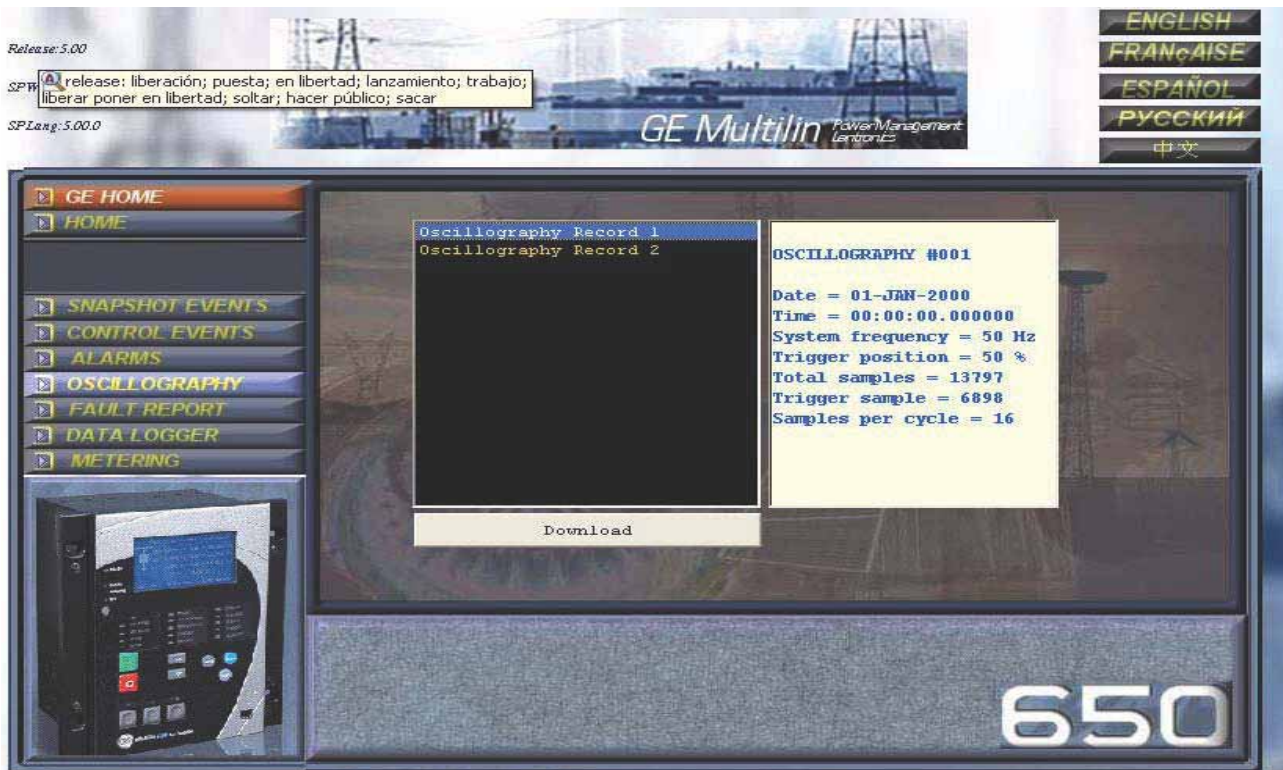 Release:5.00
SPW
release: liberación; puesta; en libertad; lanzamiento; trabajo;
liberar poner en libertad; soltar; hacer público; sacar
SPLang:5.00.0
GE Multilin PowerManagement
Lentronics
ENGLISH
FRANçAISE
ESPAÑOL
РУССКИЙ
中文
GE HOME
HOME
SNAPSHOT EVENTS
CONTROL EVENTS
ALARMS
OSCILLOGRAPHY
FAULT REPORT
DATA LOGGER
METERING
Oscillography Record 1
Oscillography Record 2
Download
OSCILLOGRAPHY #001
Date = 01-JAN-2000
Time = 00:00:00.000000
System frequency = 50 Hz
Trigger position = 50 %
Total samples = 13797
Trigger sample = 6898
Samples per cycle = 16
650